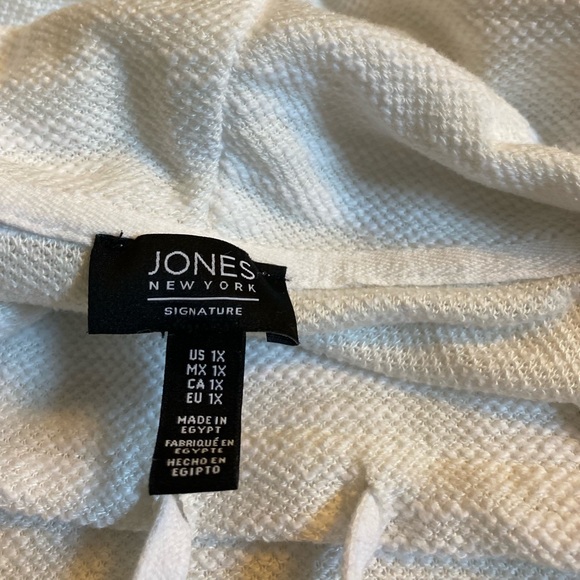 JONES
NEW YORK
SIGNATURE
US 1X
MX 1X
CA 1X
EU 1X
MADE IN
EGYPT
FABRIQUÉ EN
EGYPTE
HECHO EN
EGIPTO